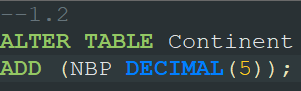 --1.2
ALTER TABLE Continent
ADD (NBP DECIMAL(5));